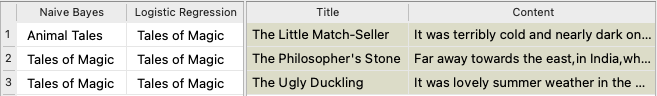 Naive Bayes Logistic Regression Title Content
1 Animal Tales Tales of Magic The Little Match-Seller It was terribly cold and nearly dark on...
2 Tales of Magic Tales of Magic The Philosopher's Stone Far away towards the east,in India,wh...
3 Tales of Magic Tales of Magic The Ugly Duckling It was lovely summer weather in the ...